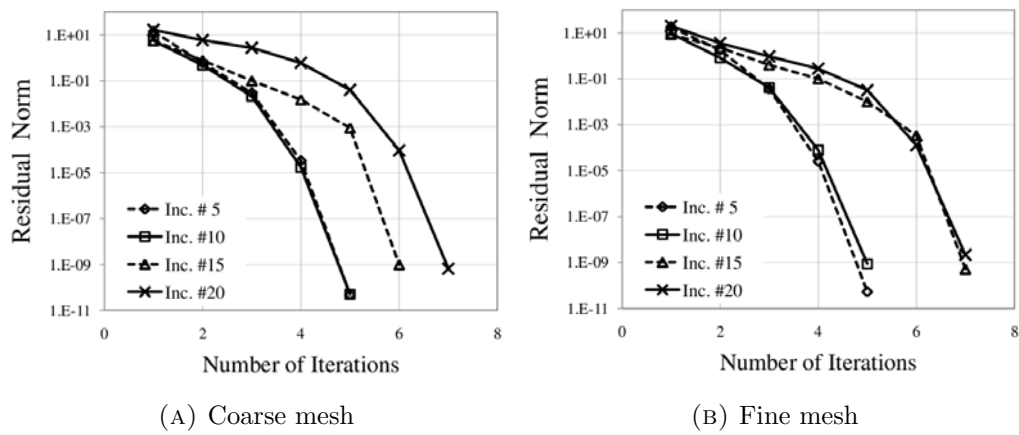 1.E+01
1.E-01
1.E-03
1.E-05
1.E-07
1.E-09
1.E-11
Residual Norm
Inc. # 5
Inc. #10
Inc. #15
Inc. #20
0 2 4 6 8
Number of Iterations
(A) Coarse mesh
1.E+01
1.E-01
1.E-03
1.E-05
1.E-07
1.E-09
1.E-11
Residual Norm
Inc. # 5
Inc. #10
Inc. #15
Inc. #20
0 2 4 6 8
Number of Iterations
(B) Fine mesh